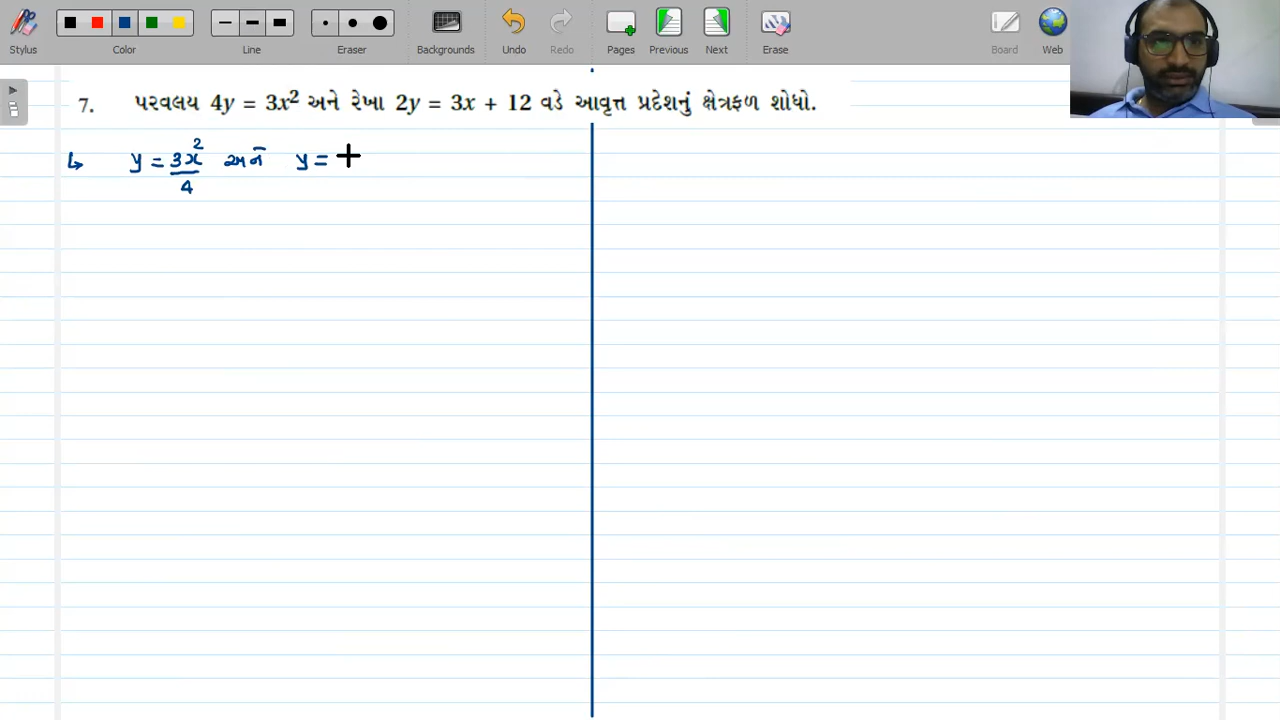 Stylus Color Line Eraser Backgrounds Undo Redo Pages Previous Next Erase Board Web
7. પરવલય 4y = 3x² અને રેખા 2y = 3x + 12 વડે આવૃત્ત પ્રદેશનું ક્ષેત્રફળ શોધો.
↳ y = 3x²/4 અને y =